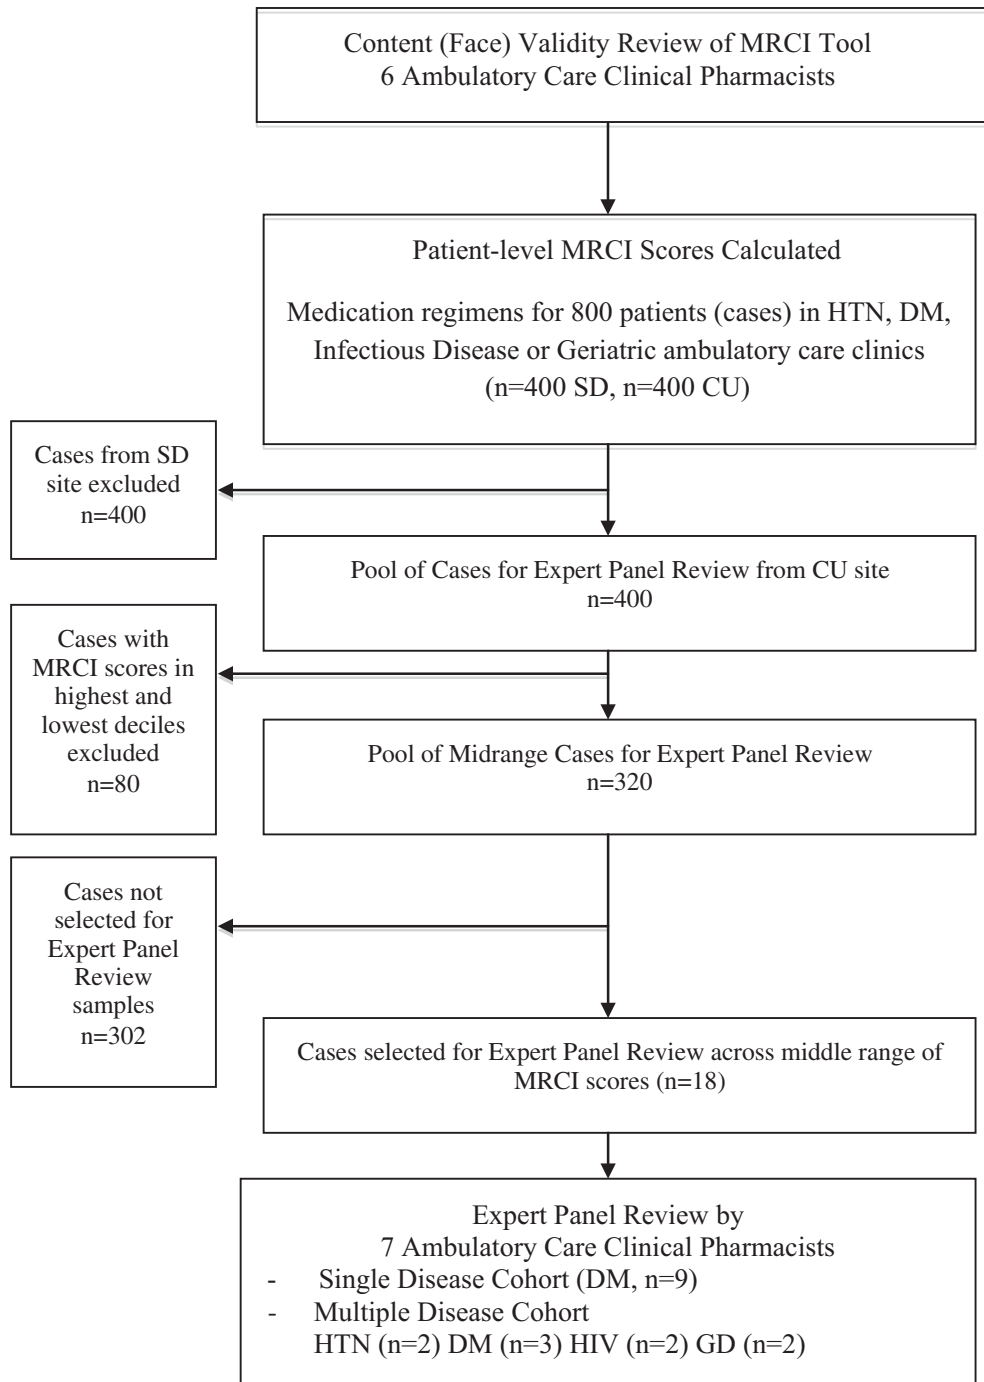 Content (Face) Validity Review of MRCI Tool
6 Ambulatory Care Clinical Pharmacists
Patient-level MRCI Scores Calculated
Medication regimens for 800 patients (cases) in HTN, DM,
Infectious Disease or Geriatric ambulatory care clinics
(n=400 SD, n=400 CU)
Cases from SD
site excluded
n=400
Pool of Cases for Expert Panel Review from CU site
n=400
Cases with
MRCI scores in
highest and
lowest deciles
excluded
n=80
Pool of Midrange Cases for Expert Panel Review
n=320
Cases not
selected for
Expert Panel
Review
samples
n=302
Cases selected for Expert Panel Review across middle range of
MRCI scores (n=18)
Expert Panel Review by
7 Ambulatory Care Clinical Pharmacists
- Single Disease Cohort (DM, n=9)
- Multiple Disease Cohort
HTN (n=2) DM (n=3) HIV (n=2) GD (n=2)